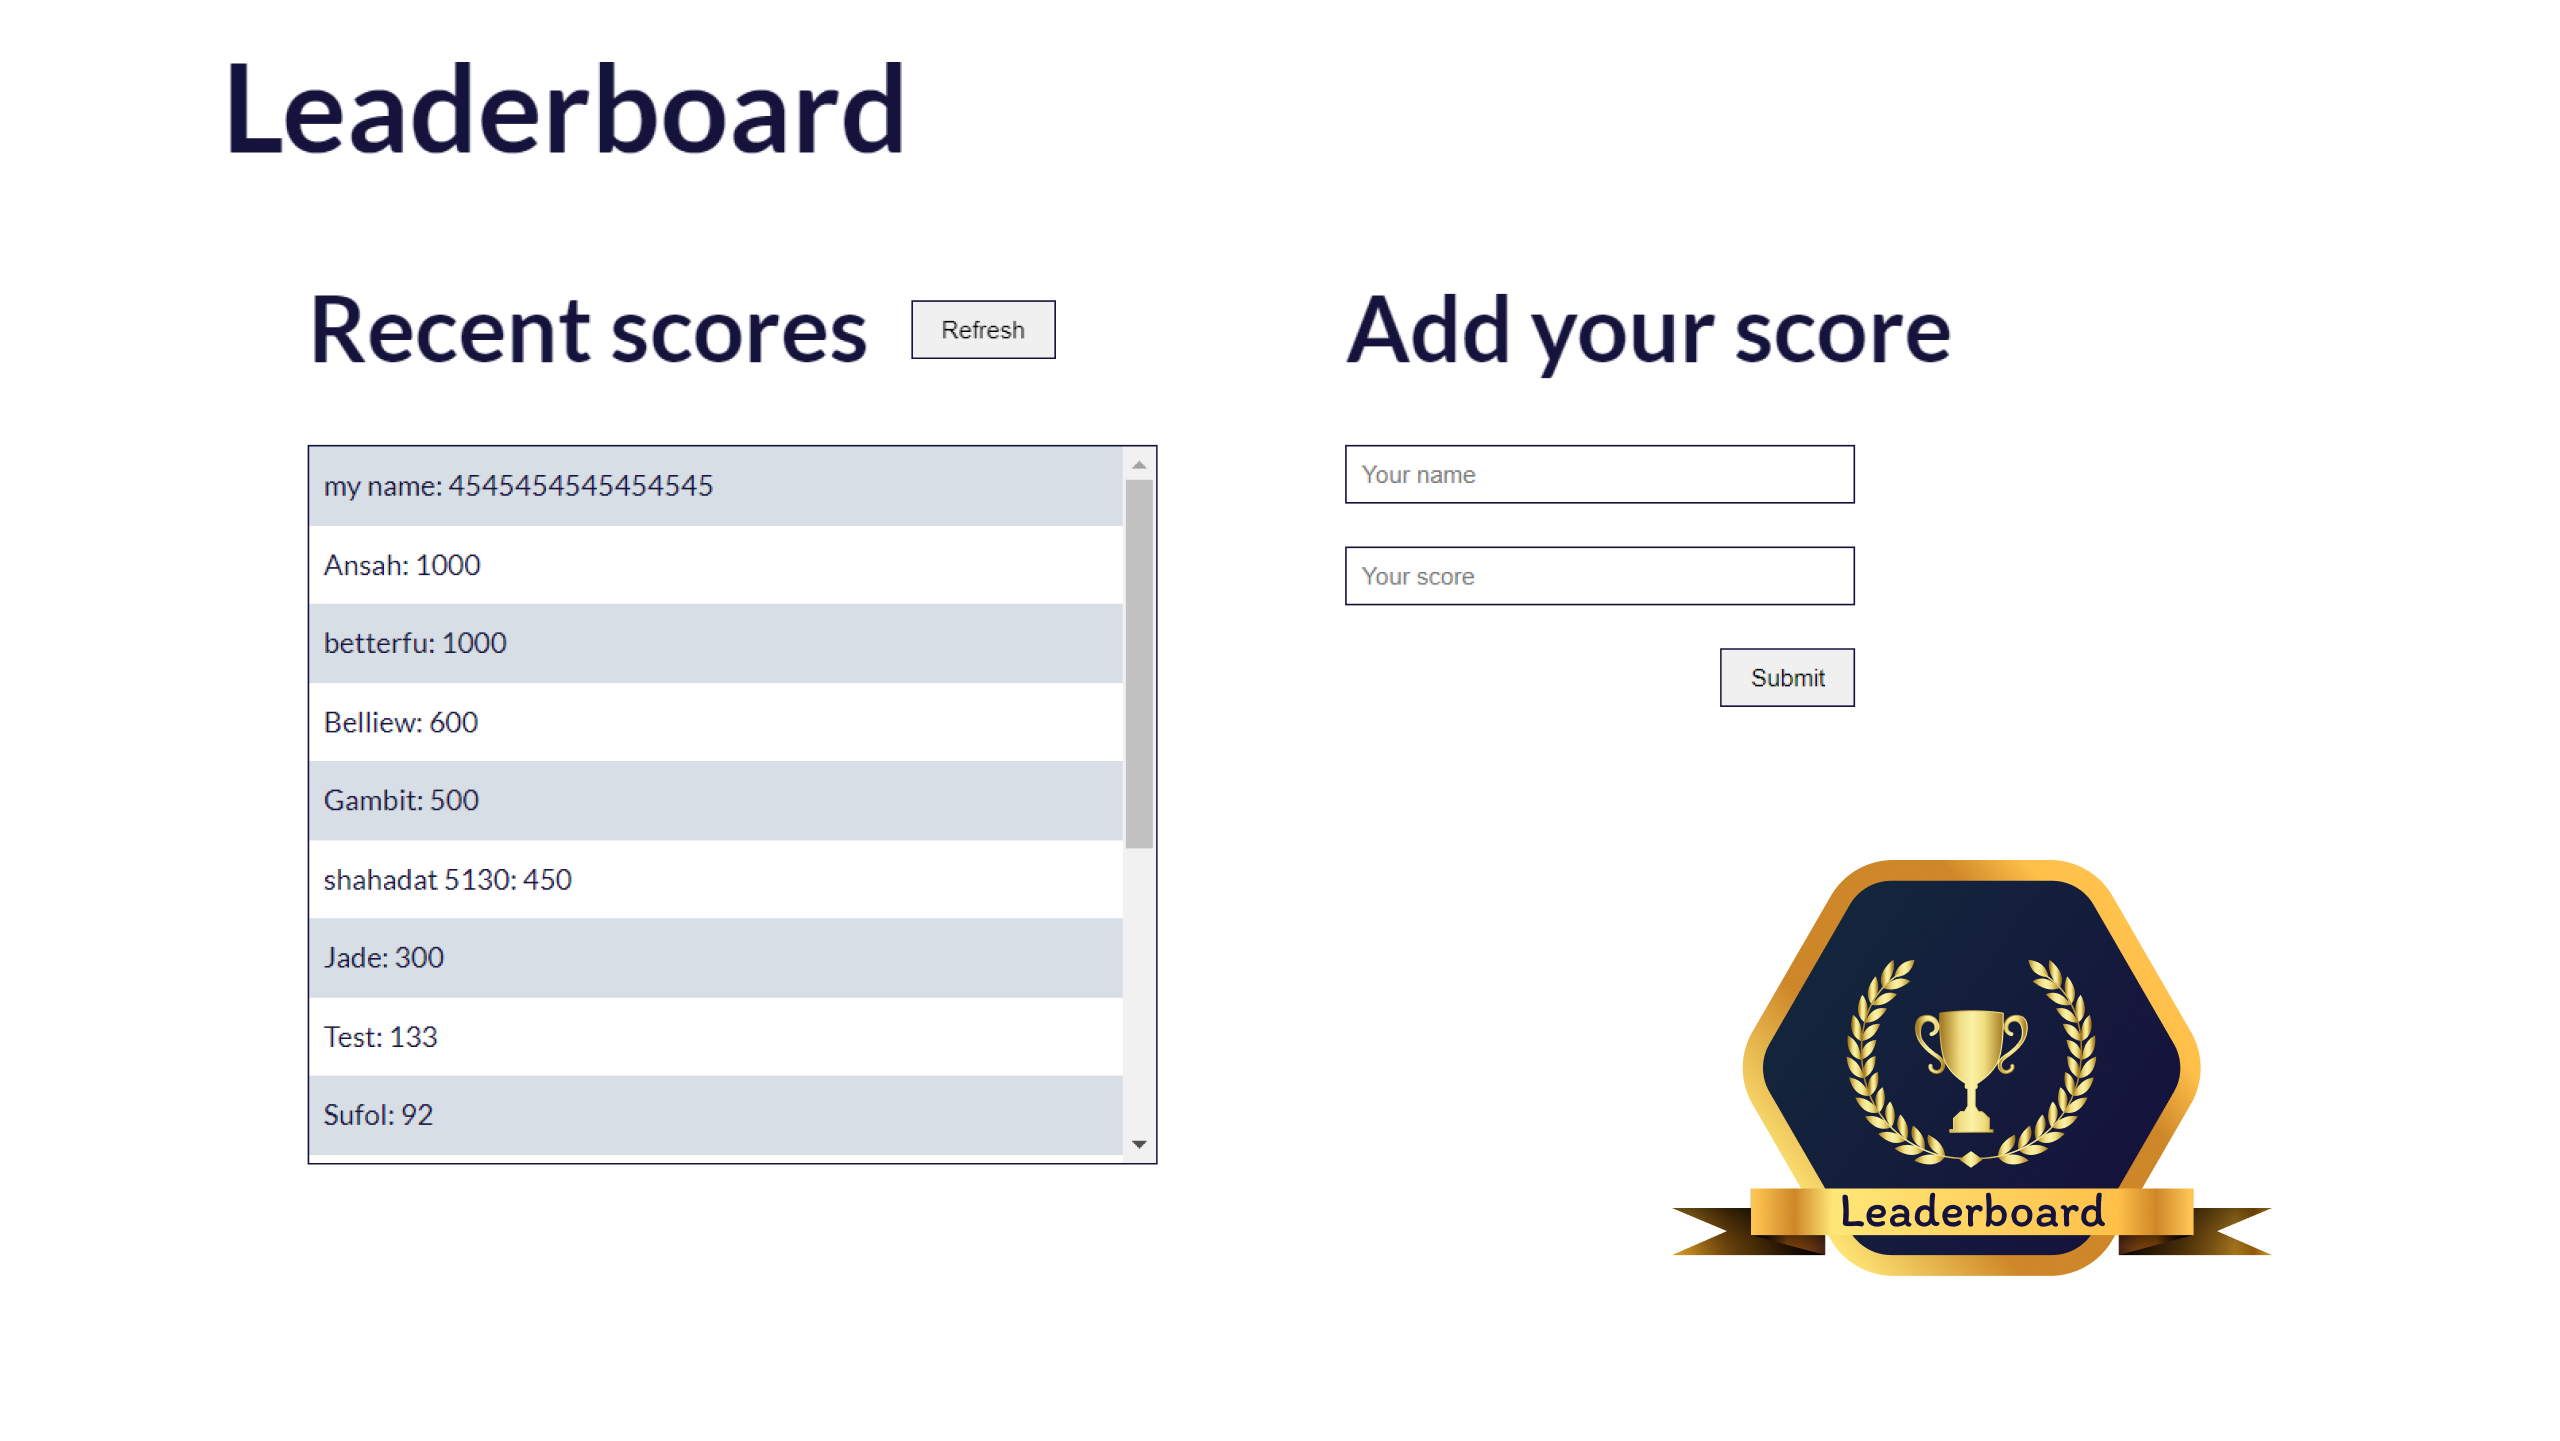 Leaderboard
Recent scores
Refresh
my name: 4545454545454545
Ansah: 1000
betterfu: 1000
Belliew: 600
Gambit: 500
shahadat 5130: 450
Jade: 300
Test: 133
Sufol: 92
Add your score
Your name
Your score
Submit
Leaderboard